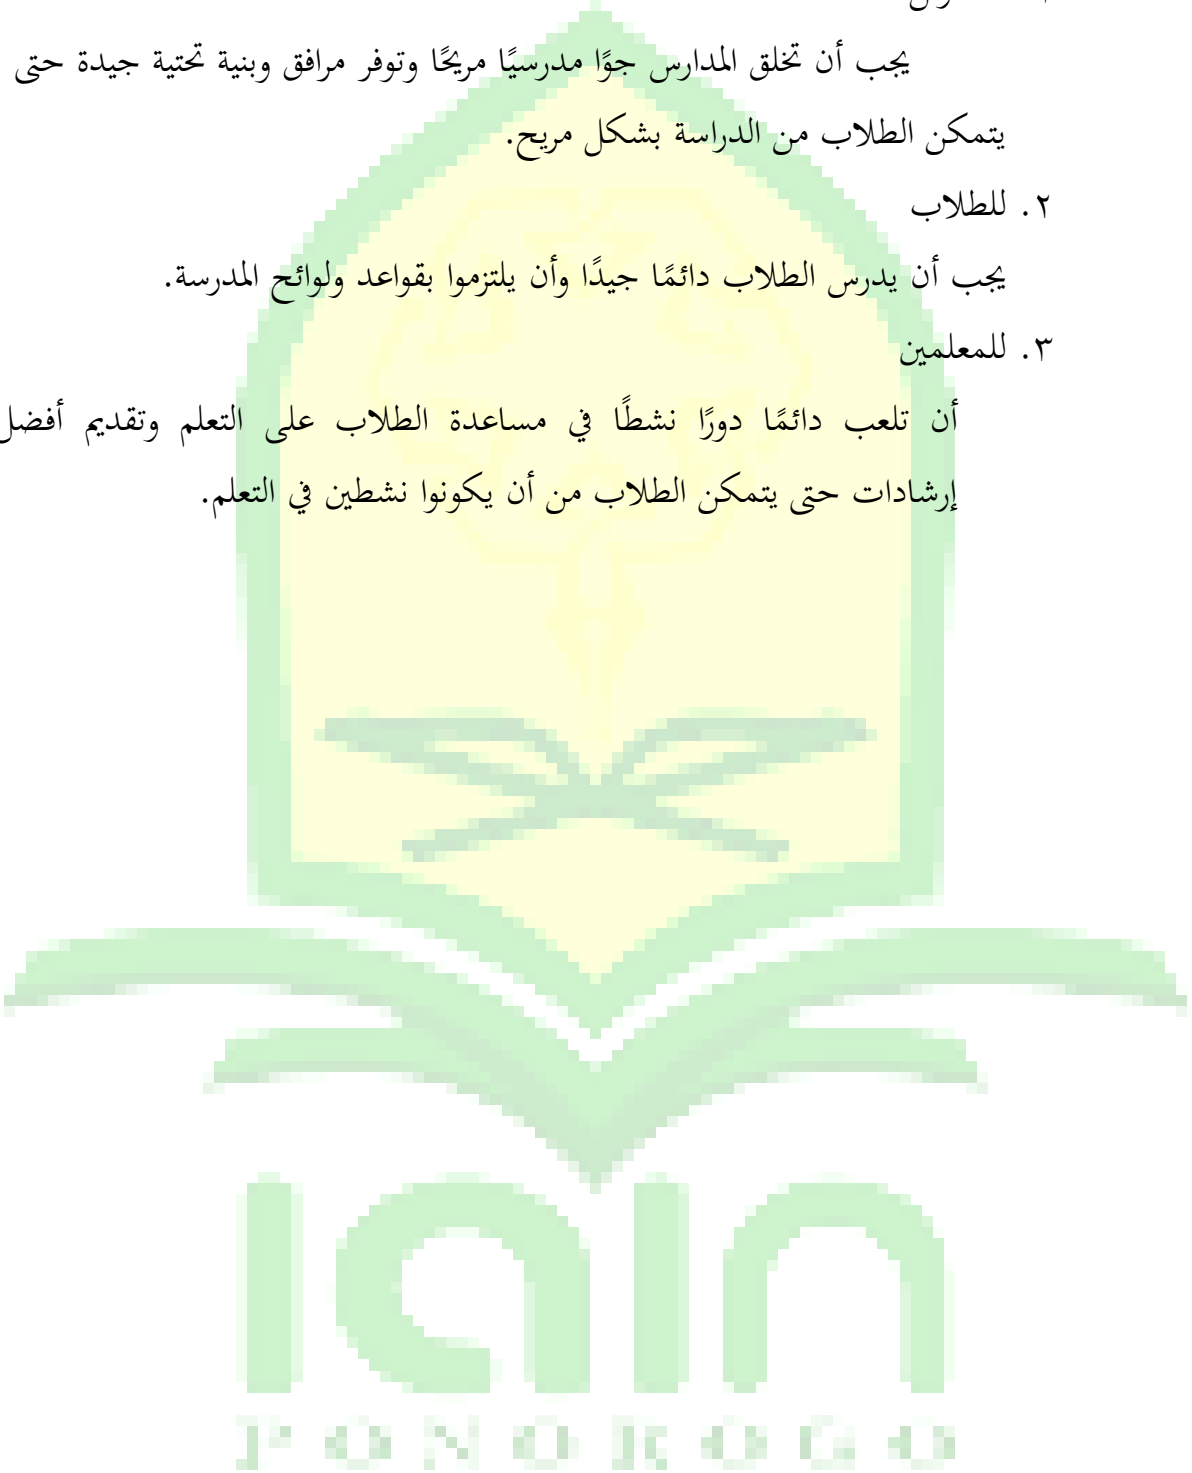 يجب أن تخلق المدارس جوًا مدرسيًا مريحًا وتوفر مرافق وبنية تحتية جيدة حتى
يتمكن الطلاب من الدراسة بشكل مريح.
٢. للطلاب
يجب أن يدرس الطلاب دائمًا جيدًا وأن يلتزموا بقواعد ولوائح المدرسة.
٣. للمعلمين
أن تلعب دائمًا دورًا نشطًا في مساعدة الطلاب على التعلم وتقديم أفضل
إرشادات حتى يتمكن الطلاب من أن يكونوا نشطين في التعلم.
iain
PONOROGO